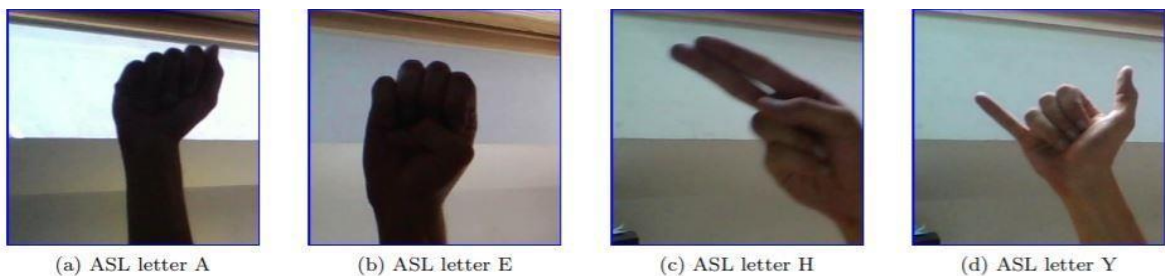 (a) ASL letter A
(b) ASL letter E
(c) ASL letter H
(d) ASL letter Y